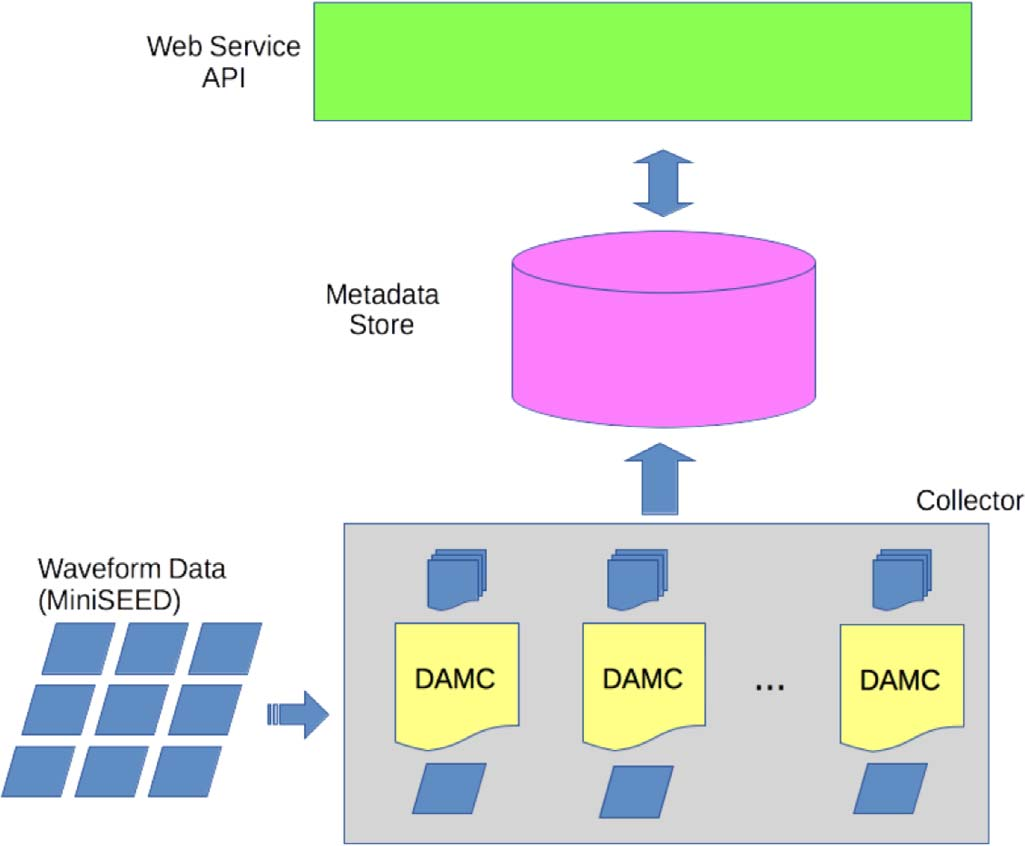 Web Service
API
Metadata
Store
Collector
Waveform Data
(MiniSEED)
DAMC
DAMC
...
DAMC